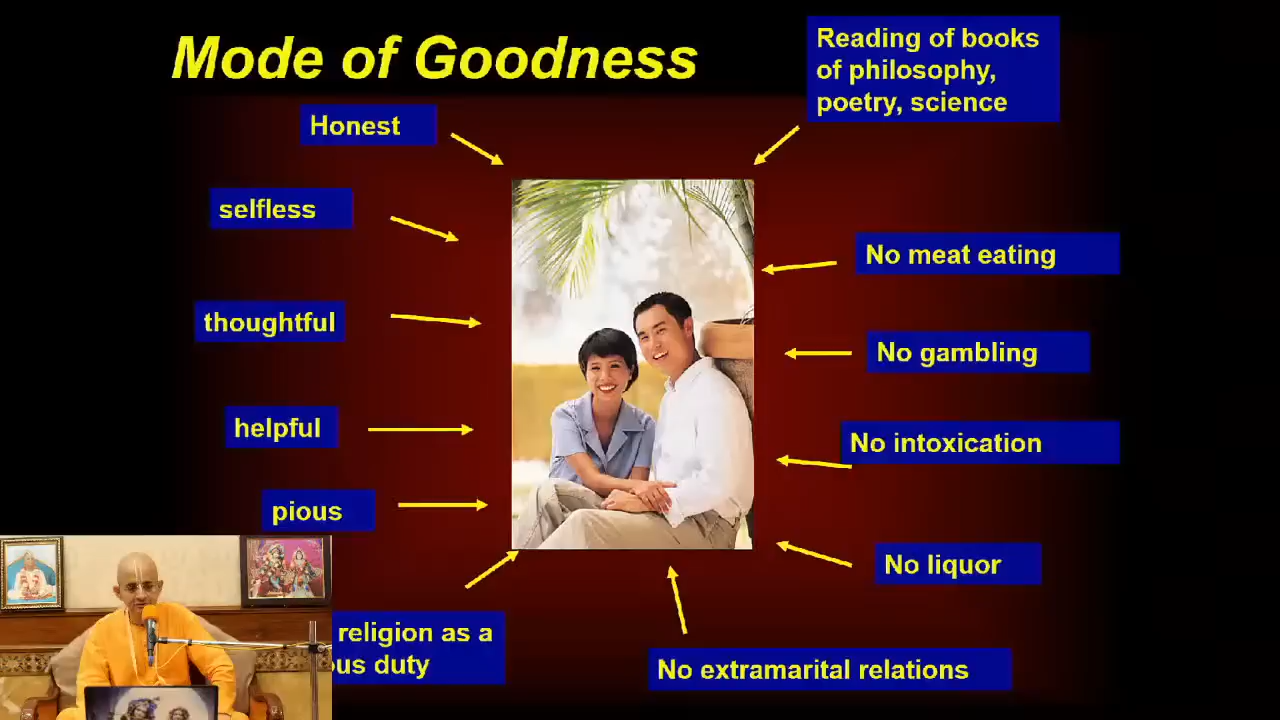 Mode of Goodness
Reading of books
of philosophy,
poetry, science
Honest
selfless
No meat eating
thoughtful
No gambling
helpful
No intoxication
pious
No liquor
religion as a
duty
No extramarital relations